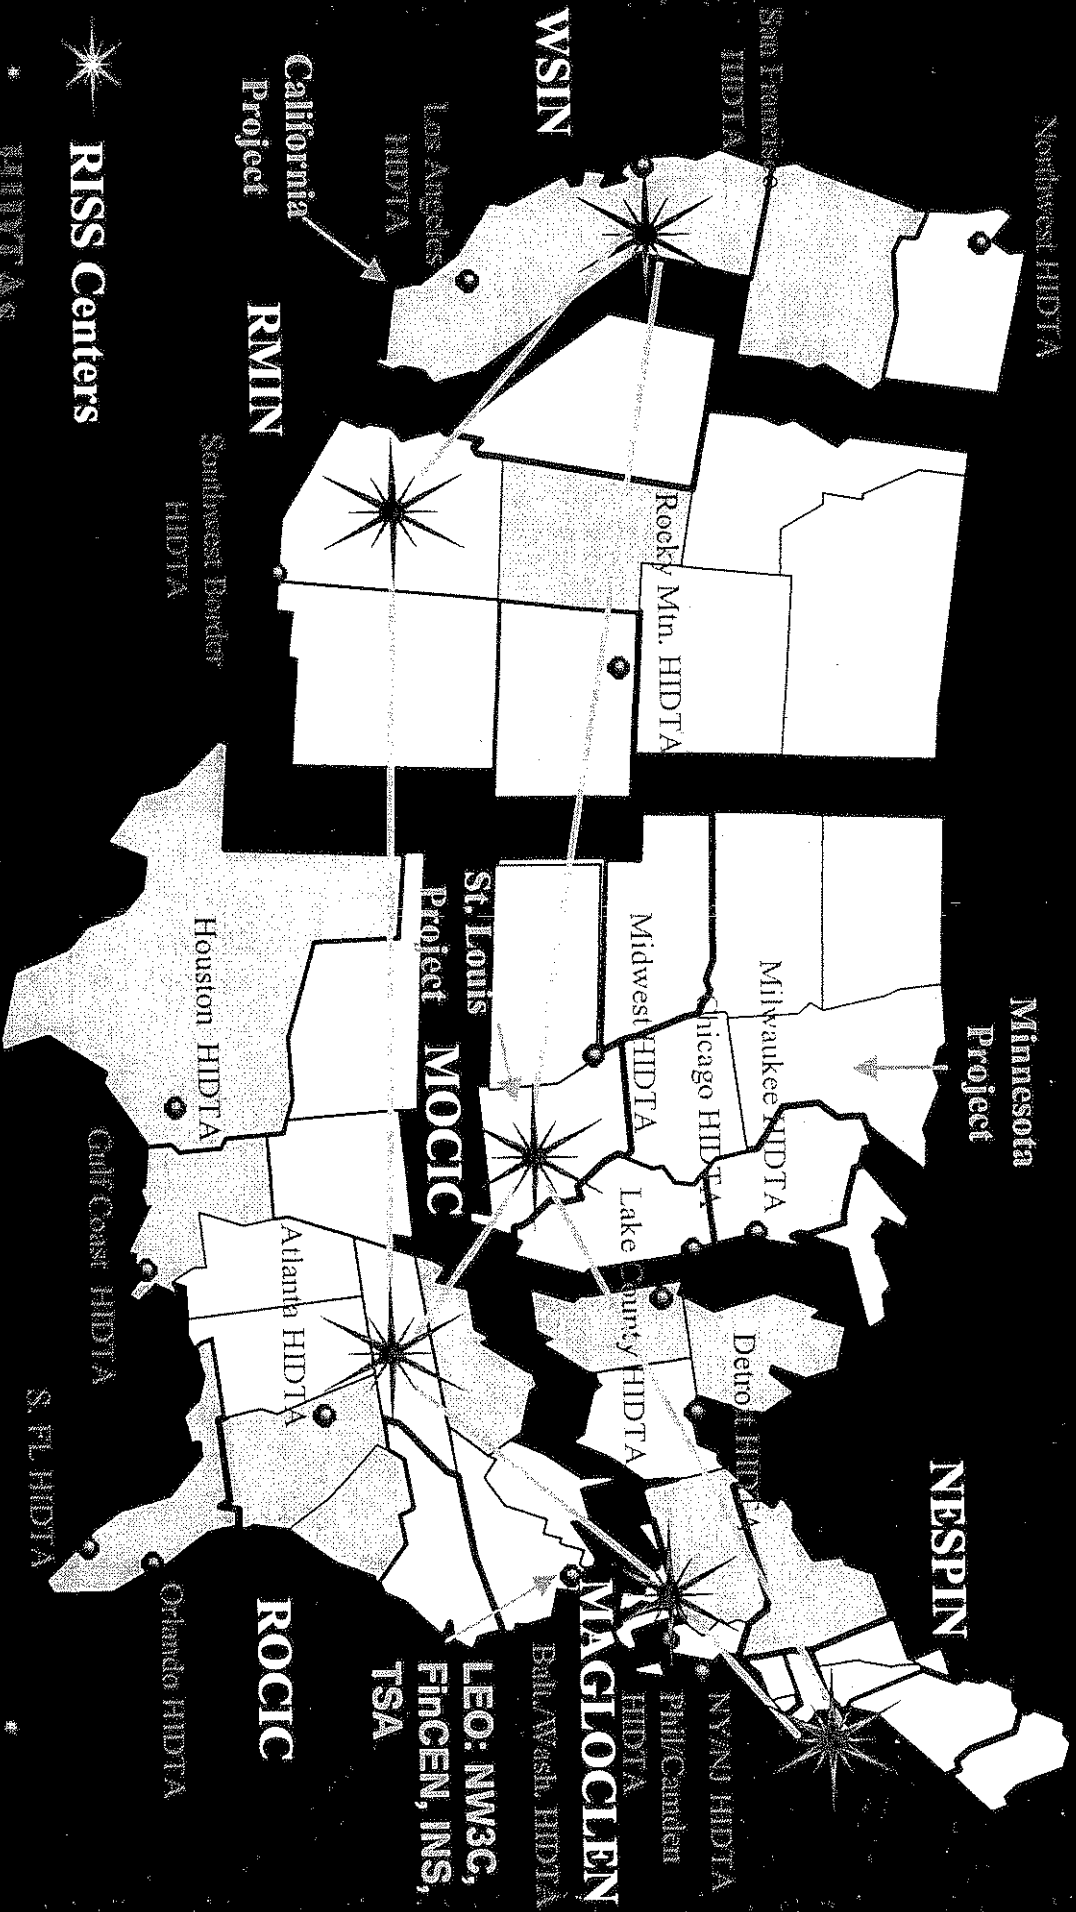 Northwest HIDTA
San Francisco
HIDTA
WSIN
Los Angeles
HIDTA
California
Project
RMIN
Southwest Border
HIDTA
Rocky Mtn. HIDTA
Minnesota
Project
Milwaukee HIDTA
Chicago HIDTA
Midwest HIDTA
St. Louis
Project
MOCIC
Houston HIDTA
Gulf Coast HIDTA
Lake County HIDTA
Detroit HIDTA
Atlanta HIDTA
S. FL HIDTA
Orlando HIDTA
ROCIC
NESPIN
NY/NJ HIDTA
Phil/Camden
HIDTA
MAGLOCLEN
Balt/Wash. HIDTA
LEO: NW3C,
FinCEN, INS,
TSA
RISS Centers
HIDTAs